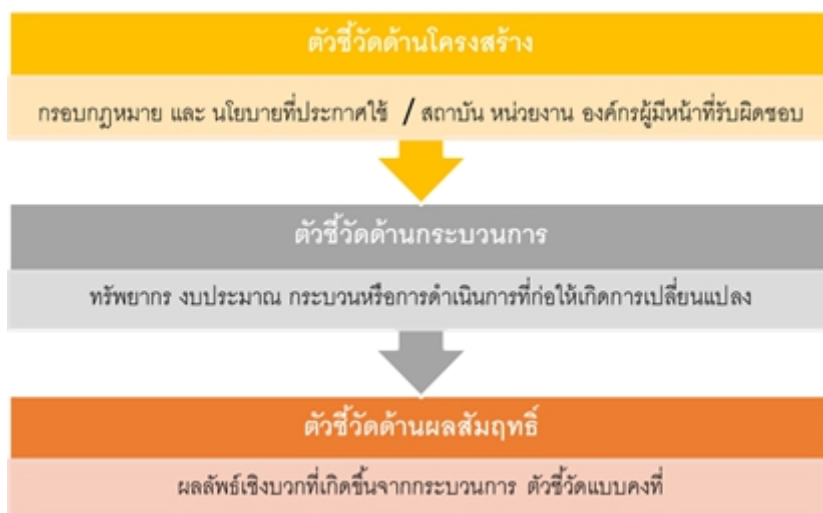 ตัวชี้วัดด้านโครงสร้าง
กรอบกฎหมาย และ นโยบายที่ประกาศใช้ / สถาบัน หน่วยงาน องค์กรผู้มีหน้าที่รับผิดชอบ
ตัวชี้วัดด้านกระบวนการ
ทรัพยากร งบประมาณ กระบวนหรือการดำเนินการที่ก่อให้เกิดการเปลี่ยนแปลง
ตัวชี้วัดด้านผลสัมฤทธิ์
ผลลัพธ์เชิงบวกที่เกิดขึ้นจากกระบวนการ ตัวชี้วัดแบบคงที่